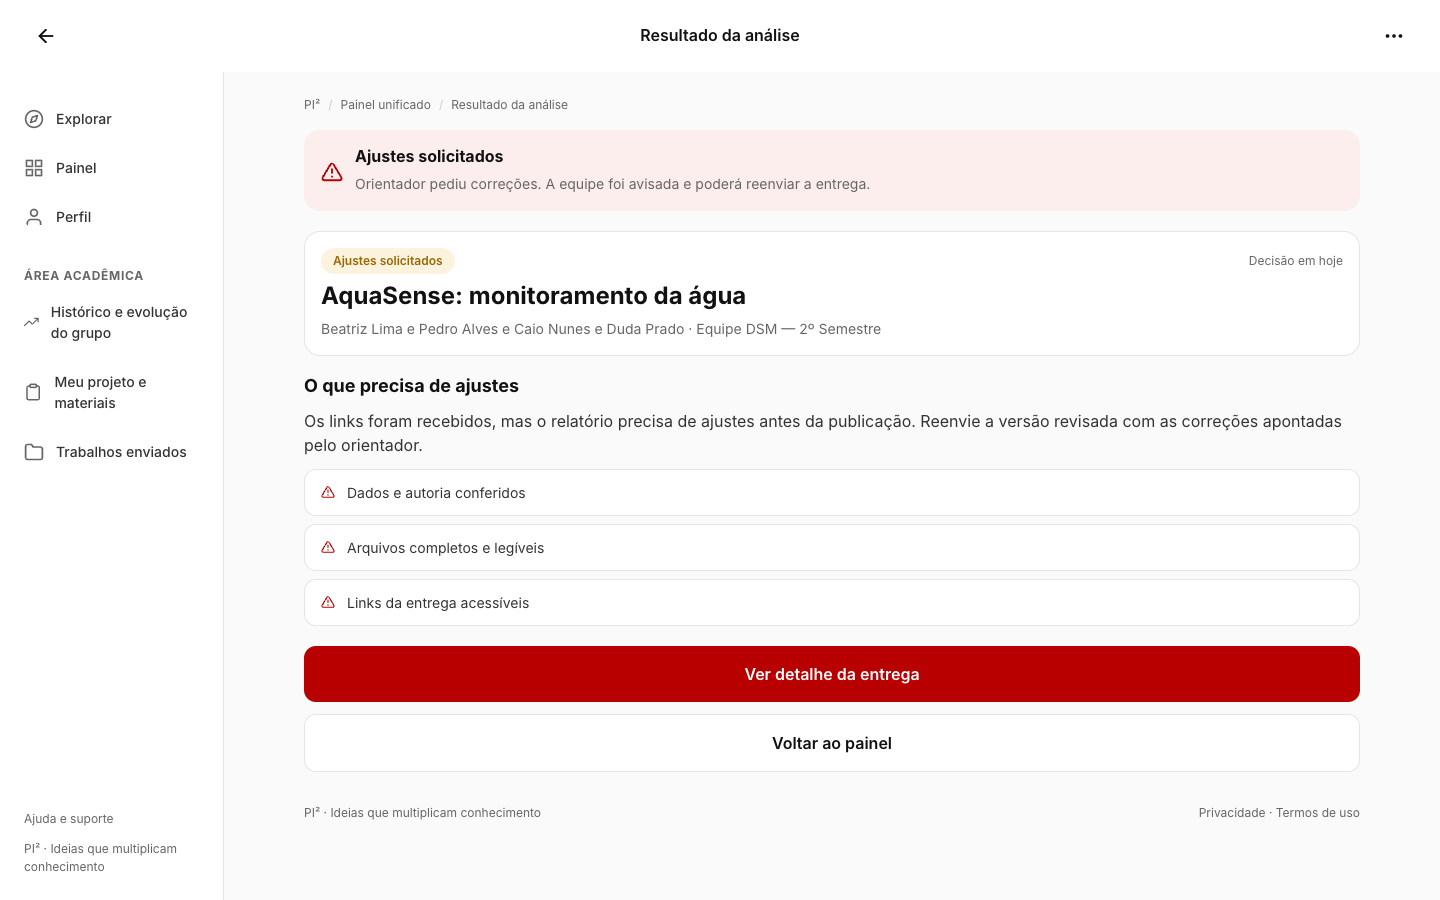 Resultado da análise
PI² / Painel unificado / Resultado da análise
Explorar
Painel
Perfil
ÁREA ACADÊMICA
Histórico e evolução
do grupo
Meu projeto e
materiais
Trabalhos enviados
Ajuda e suporte
PI² · Ideias que multiplicam
conhecimento
Ajustes solicitados
Orientador pediu correções. A equipe foi avisada e poderá reenviar a entrega.
Ajustes solicitados
Decisão em hoje
AquaSense: monitoramento da água
Beatriz Lima e Pedro Alves e Caio Nunes e Duda Prado · Equipe DSM — 2º Semestre
O que precisa de ajustes
Os links foram recebidos, mas o relatório precisa de ajustes antes da publicação. Reenvie a versão revisada com as correções apontadas
pelo orientador.
Dados e autoria conferidos
Arquivos completos e legíveis
Links da entrega acessíveis
Ver detalhe da entrega
Voltar ao painel
PI² · Ideias que multiplicam conhecimento
Privacidade · Termos de uso